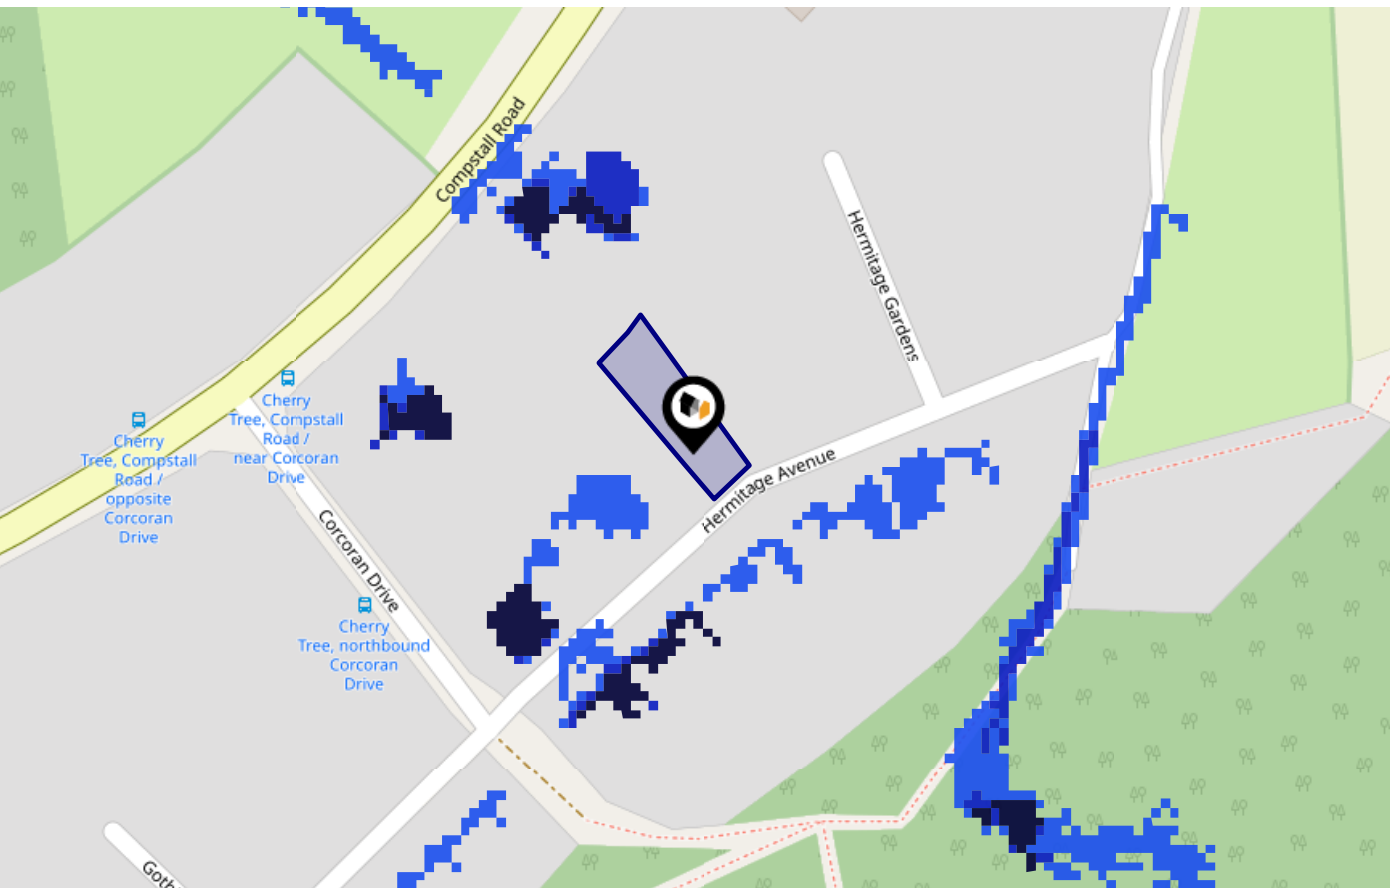 Compstall Road
Hermitage Gardens
Cherry
Tree, Compstall
Road /
near Corcoran
Drive
Cherry
Tree, Compstall
Road /
opposite
Corcoran
Drive
Hermitage Avenue
Corcoran Drive
Cherry
Tree, northbound
Corcoran
Drive
Goth